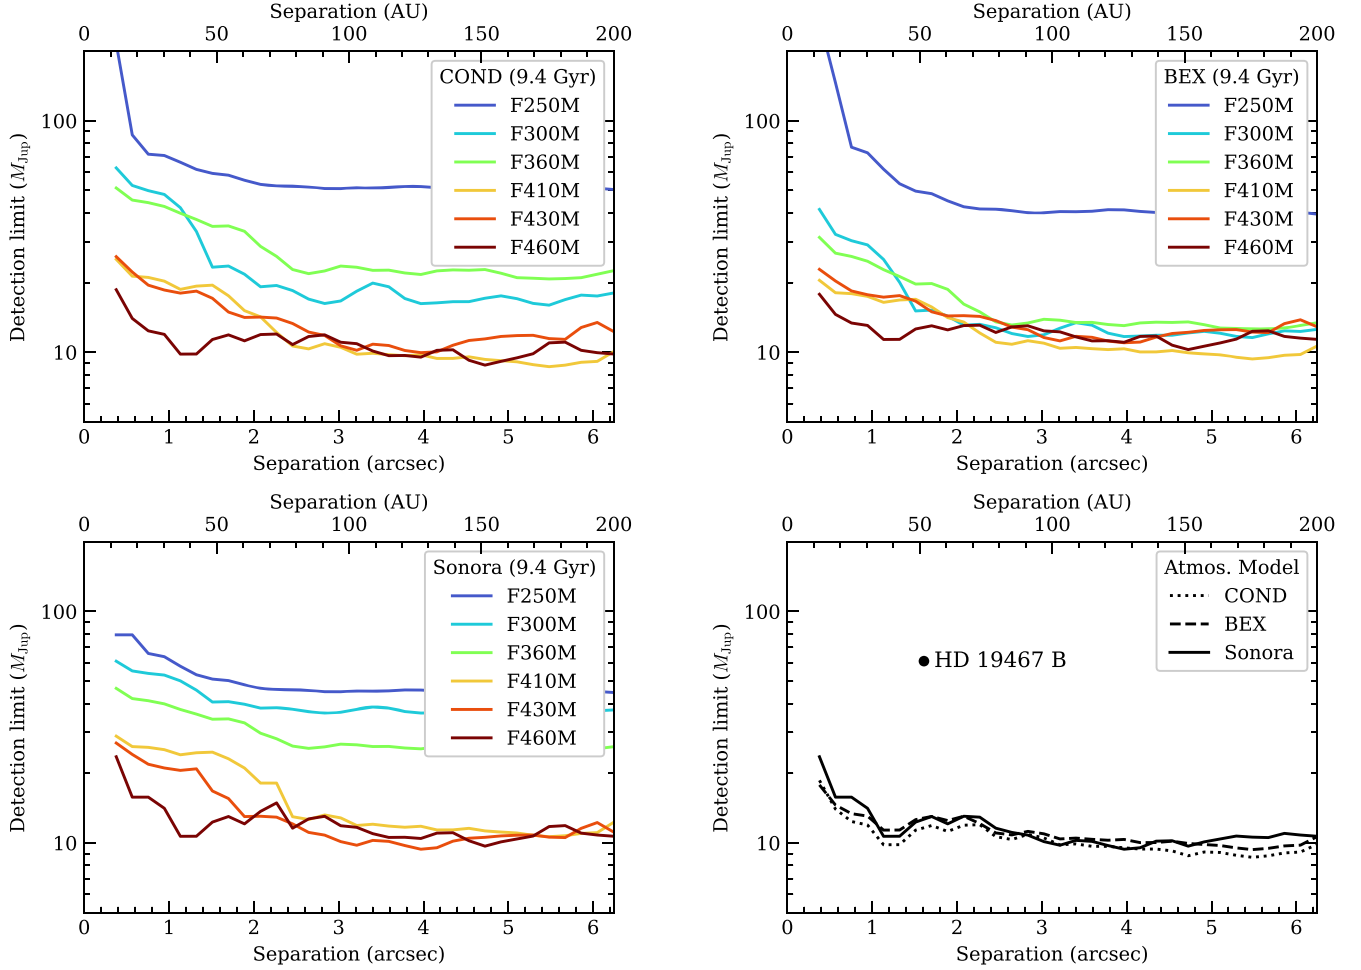 Separation (AU)
0 50 100 150 200
Detection limit (M_Jup)
100
10
COND (9.4 Gyr)
F250M
F300M
F360M
F410M
F430M
F460M
0 1 2 3 4 5 6
Separation (arcsec)
Separation (AU)
0 50 100 150 200
Detection limit (M_Jup)
100
10
BEX (9.4 Gyr)
F250M
F300M
F360M
F410M
F430M
F460M
0 1 2 3 4 5 6
Separation (arcsec)
Separation (AU)
0 50 100 150 200
Detection limit (M_Jup)
100
10
Sonora (9.4 Gyr)
F250M
F300M
F360M
F410M
F430M
F460M
0 1 2 3 4 5 6
Separation (arcsec)
Separation (AU)
0 50 100 150 200
Detection limit (M_Jup)
100
10
Atmos. Model
COND
BEX
Sonora
HD 19467 B
0 1 2 3 4 5 6
Separation (arcsec)